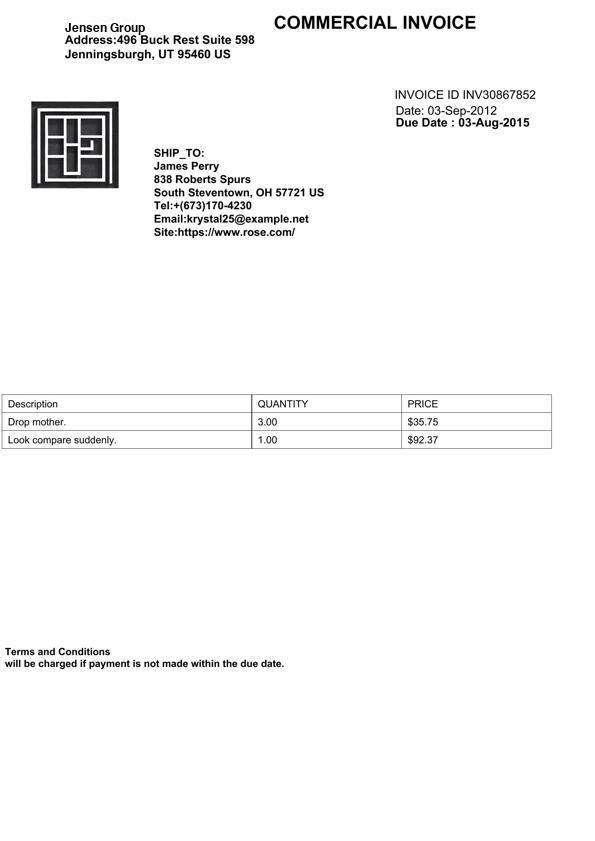 COMMERCIAL INVOICE
Jensen Group
Address:496 Buck Rest Suite 598
Jenningsburgh, UT 95460 US
INVOICE ID INV30867852
Date: 03-Sep-2012
Due Date : 03-Aug-2015
SHIP_TO:
James Perry
838 Roberts Spurs
South Steventown, OH 57721 US
Tel:+(673)170-4230
Email:krystal25@example.net
Site:https://www.rose.com/
Description QUANTITY PRICE
Drop mother. 3.00 $35.75
Look compare suddenly. 1.00 $92.37
Terms and Conditions
will be charged if payment is not made within the due date.